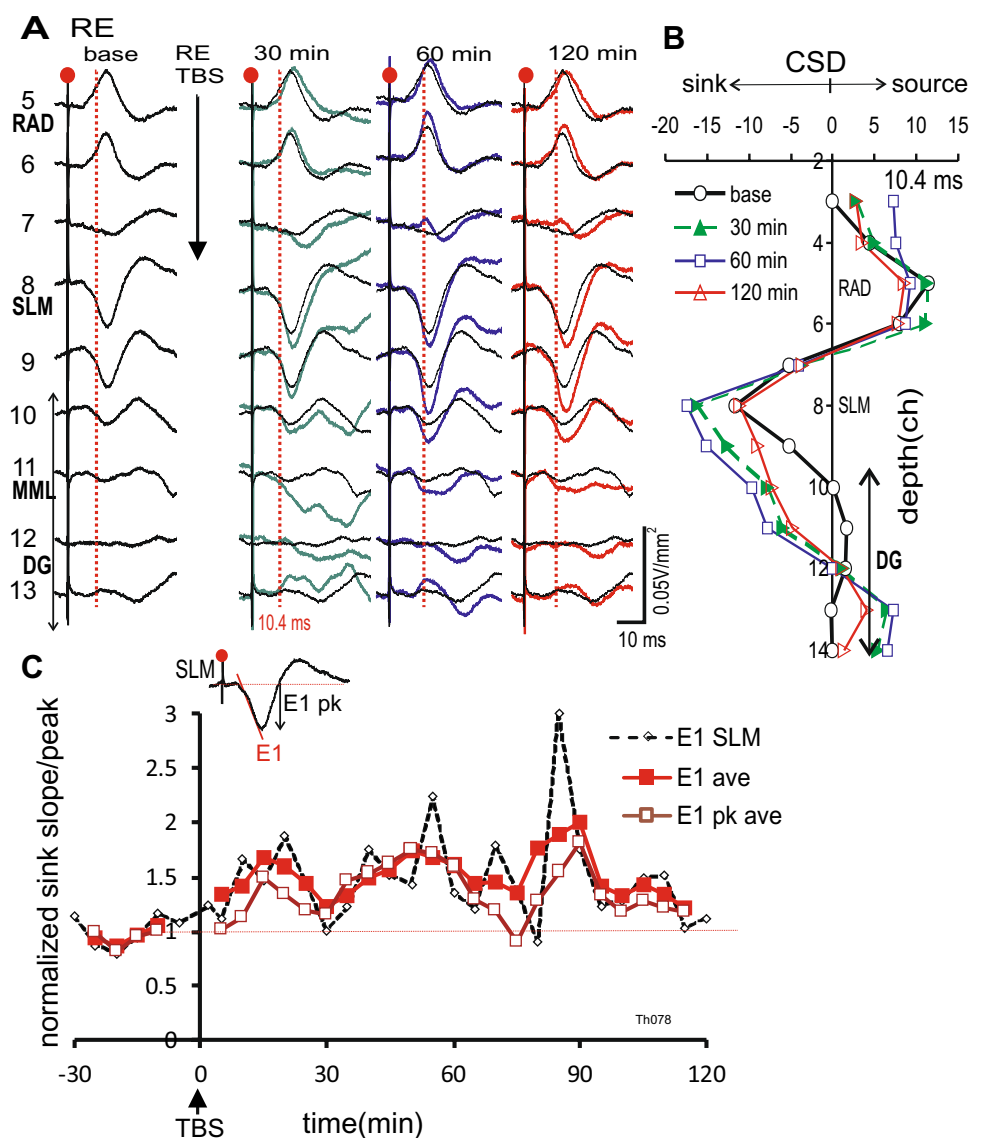 A
RE
base
RE
TBS
30 min
60 min
120 min
5
RAD
6
7
8
SLM
9
10
11
MML
12
DG
13
10.4 ms
0.05V/mm2
10 ms
B
CSD
sink
source
-20 -15 -10 -5 0 5 10 15
10.4 ms
base
30 min
60 min
120 min
2
4
6
8
10
12
14
RAD
SLM
DG
depth(ch)
C
SLM
E1 pk
E1
E1 SLM
E1 ave
E1 pk ave
normalized sink slope/peak
3
2.5
2
1.5
1
0.5
0
Th078
-30 0 30 60 90 120
TBS
time(min)